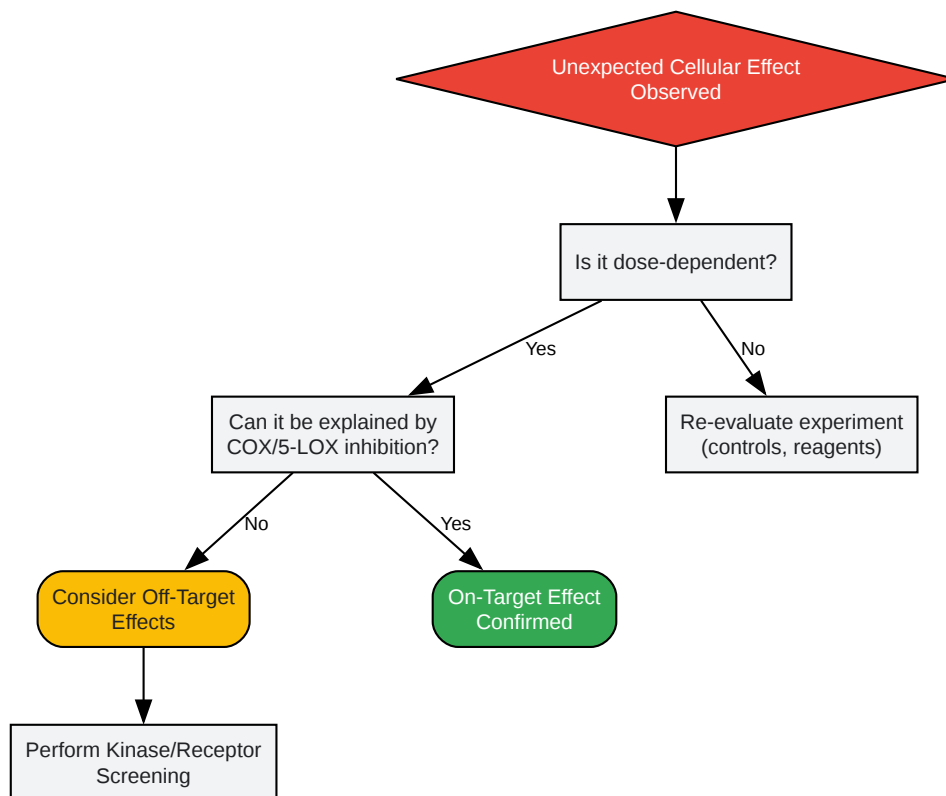 Unexpected Cellular Effect
Observed
Is it dose-dependent?
Yes
No
Can it be explained by
COX/5-LOX inhibition?
Re-evaluate experiment
(controls, reagents)
No
Yes
Consider Off-Target
Effects
On-Target Effect
Confirmed
Perform Kinase/Receptor
Screening